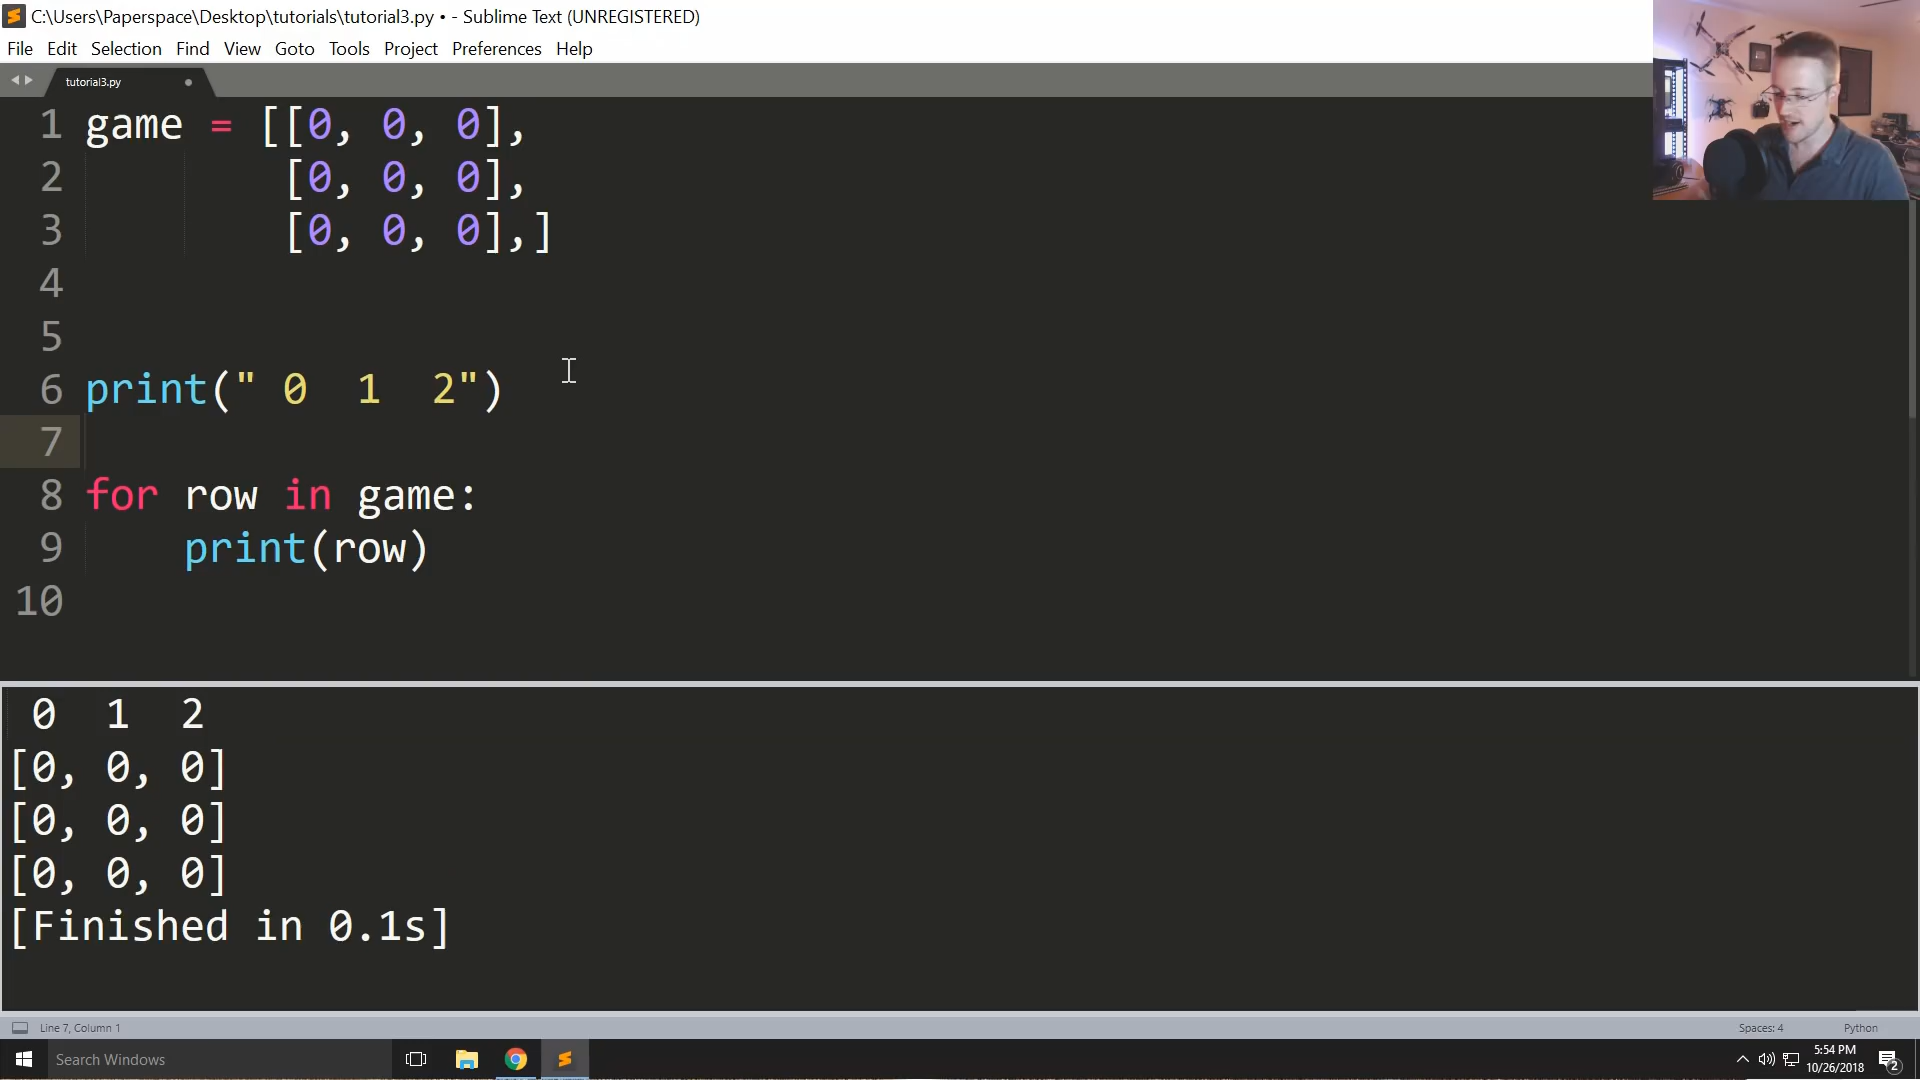 C:\Users\Paperspace\Desktop\tutorials\tutorial3.py • - Sublime Text (UNREGISTERED)
File Edit Selection Find View Goto Tools Project Preferences Help
tutorial3.py
1 game = [[0, 0, 0],
2         [0, 0, 0],
3         [0, 0, 0],]
4
5
6 print(" 0  1  2")
7
8 for row in game:
9     print(row)
10
 0  1  2
[0, 0, 0]
[0, 0, 0]
[0, 0, 0]
[Finished in 0.1s]
Line 7, Column 1 Spaces: 4 Python
Search Windows
5:54 PM
10/26/2018
2